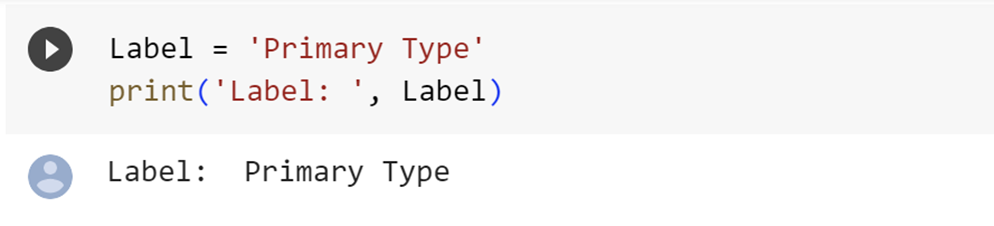 Label = 'Primary Type'
print('Label: ', Label)
Label:  Primary Type